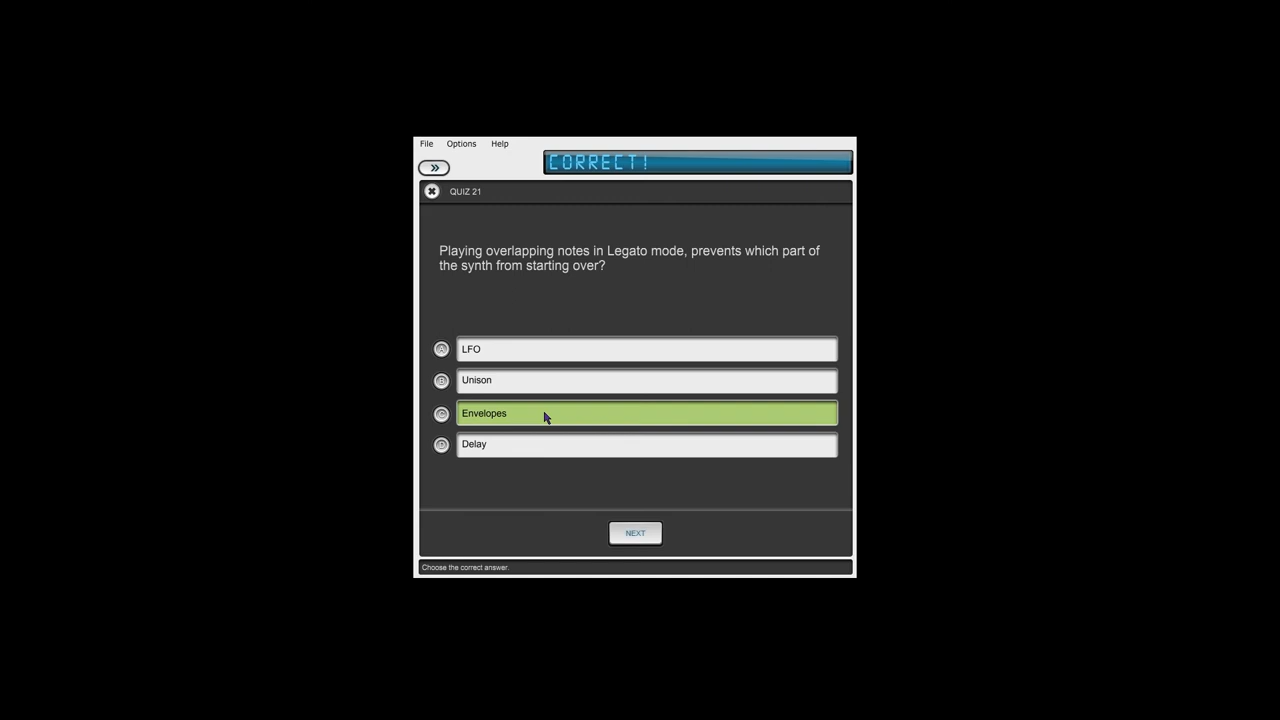 File Options Help
CORRECT!
QUIZ 21
Playing overlapping notes in Legato mode, prevents which part of
the synth from starting over?
A LFO
B Unison
C Envelopes
D Delay
NEXT
Choose the correct answer.